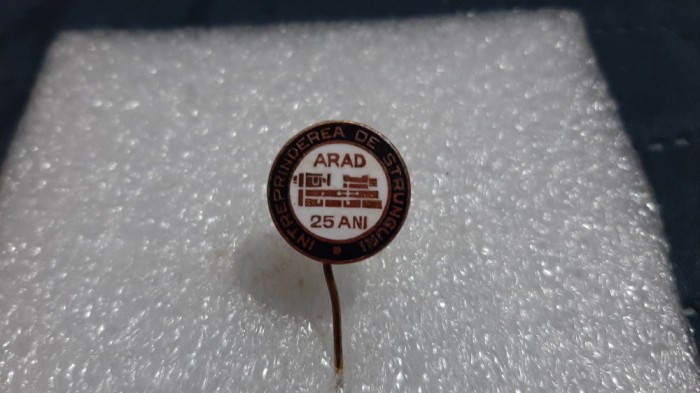 INTREPRINDEREA DE STRUNGURI
ARAD
25 ANI